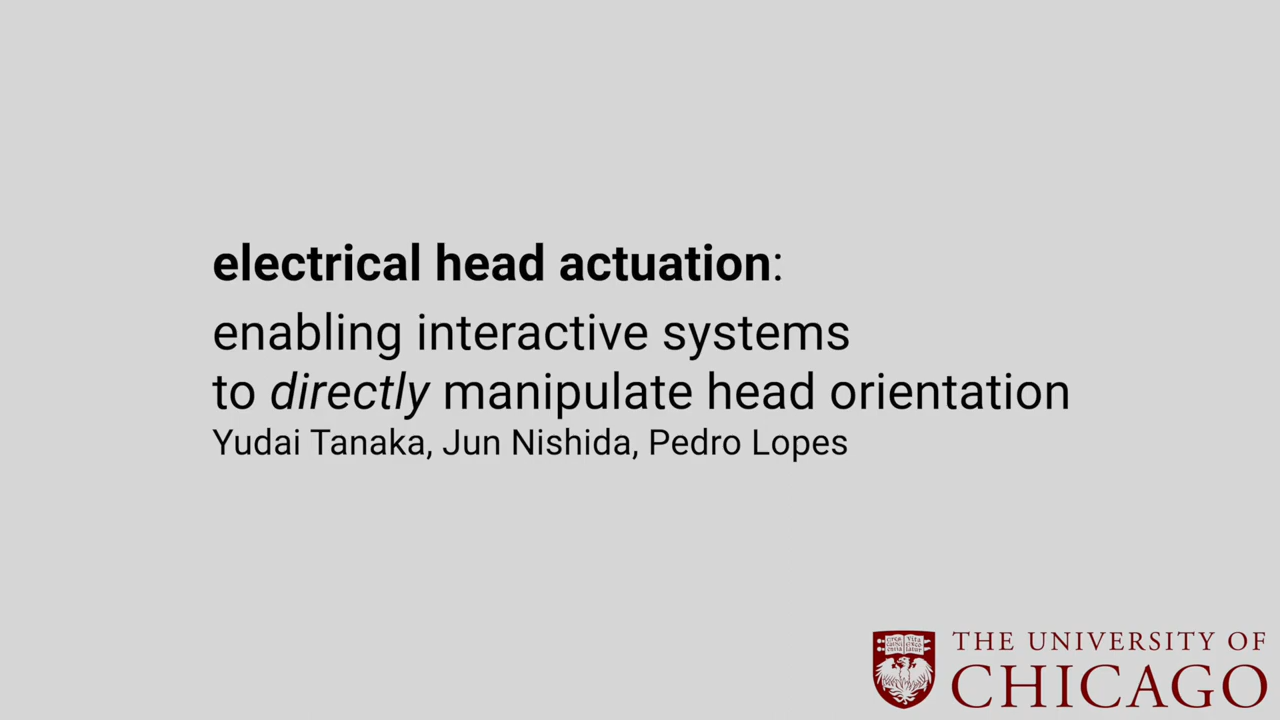 electrical head actuation:
enabling interactive systems
to directly manipulate head orientation
Yudai Tanaka, Jun Nishida, Pedro Lopes
THE UNIVERSITY OF
CHICAGO